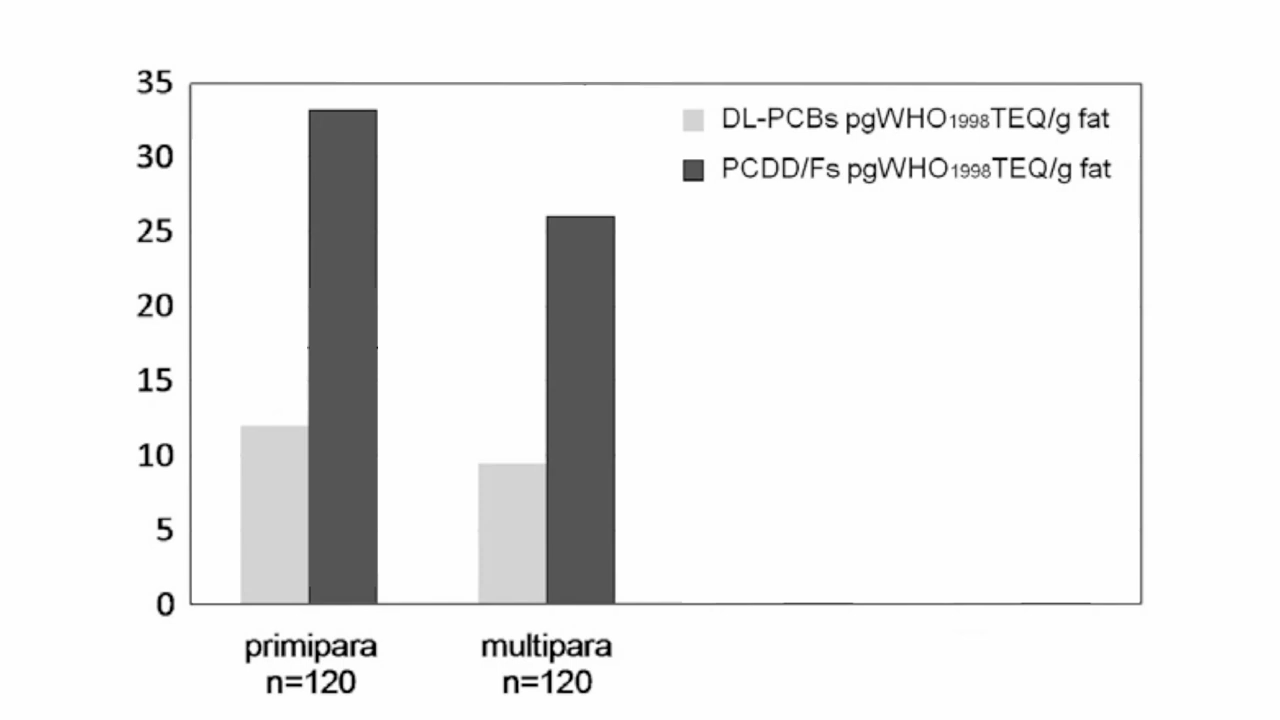 35
30
25
20
15
10
5
0
DL-PCBs pgWHO1998TEQ/g fat
PCDD/Fs pgWHO1998TEQ/g fat
primipara
n=120
multipara
n=120